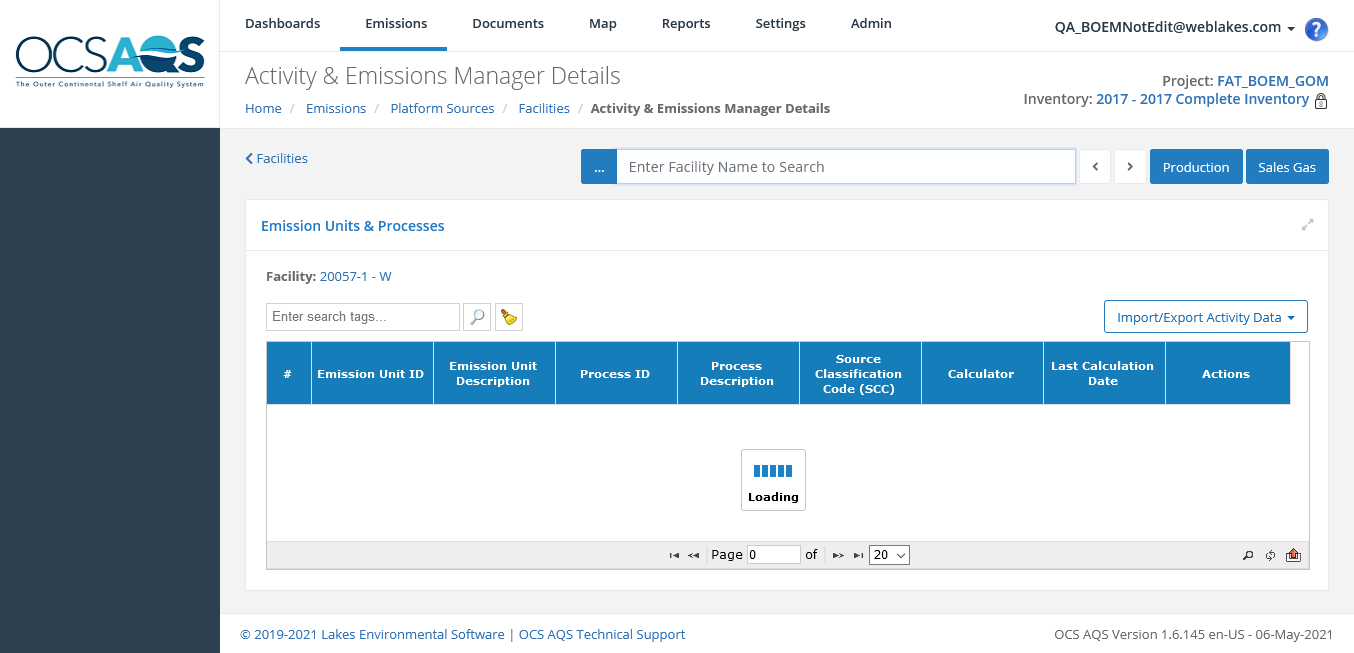 OCSAQS
The Outer Continental Shelf Air Quality System
Dashboards Emissions Documents Map Reports Settings Admin
QA_BOEMNotEdit@weblakes.com
?
Activity & Emissions Manager Details
Home / Emissions / Platform Sources / Facilities / Activity & Emissions Manager Details
Project: FAT_BOEM_GOM
Inventory: 2017 - 2017 Complete Inventory
Facilities
... Enter Facility Name to Search
Production Sales Gas
Emission Units & Processes
Facility: 20057-1 - W
Enter search tags...
Import/Export Activity Data
#
Emission Unit ID
Emission Unit
Description
Process ID
Process
Description
Source
Classification
Code (SCC)
Calculator
Last Calculation
Date
Actions
Loading
Page 0 of 20
© 2019-2021 Lakes Environmental Software | OCS AQS Technical Support
OCS AQS Version 1.6.145 en-US - 06-May-2021